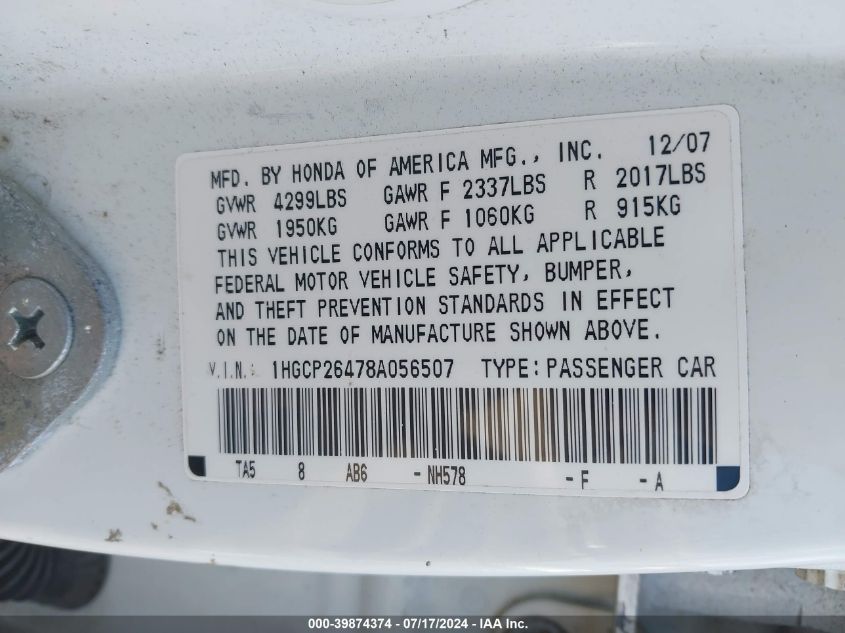 MFD. BY HONDA OF AMERICA MFG., INC. 12/07
GVWR 4299LBS GAWR F 2337LBS R 2017LBS
GVWR 1950KG GAWR F 1060KG R 915KG
THIS VEHICLE CONFORMS TO ALL APPLICABLE
FEDERAL MOTOR VEHICLE SAFETY, BUMPER,
AND THEFT PREVENTION STANDARDS IN EFFECT
ON THE DATE OF MANUFACTURE SHOWN ABOVE.
V.I.N.: 1HGCP26478A056507 TYPE: PASSENGER CAR
TA5 8 AB6 - NH578 - F - A
000-39874374 - 07/17/2024 - IAA Inc.